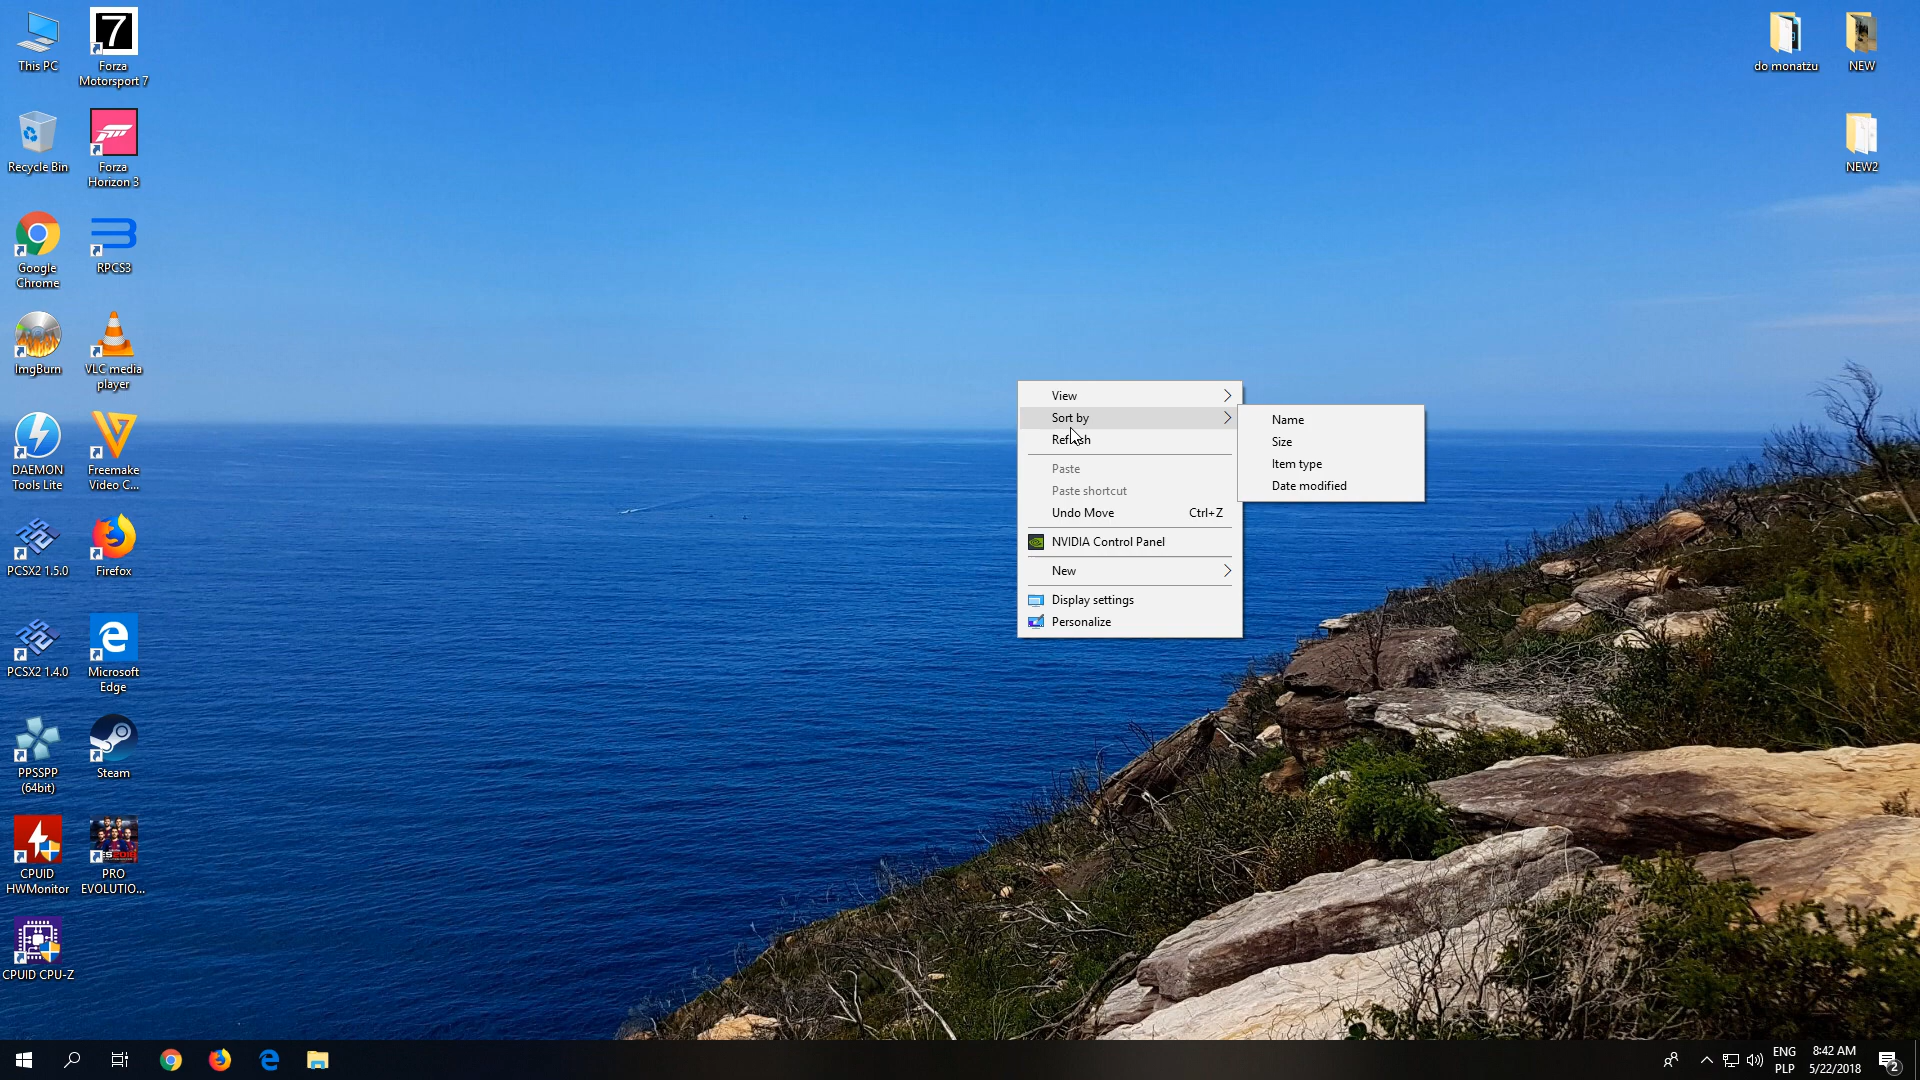 This PC
7
Forza
Motorsport 7
Recycle Bin
Forza
Horizon 3
Google
Chrome
RPCS3
ImgBurn
VLC media
player
DAEMON
Tools Lite
Freemake
Video C...
PCSX2 1.5.0
Firefox
PCSX2 1.4.0
Microsoft
Edge
PPSSPP
(64bit)
Steam
CPUID
HWMonitor
PRO
EVOLUTIO...
CPUID CPU-Z
do monatzu
NEW
NEW2
View
Sort by
Refresh
Paste
Paste shortcut
Undo Move Ctrl+Z
NVIDIA Control Panel
New
Display settings
Personalize
Name
Size
Item type
Date modified
ENG
PLP
8:42 AM
5/22/2018
2